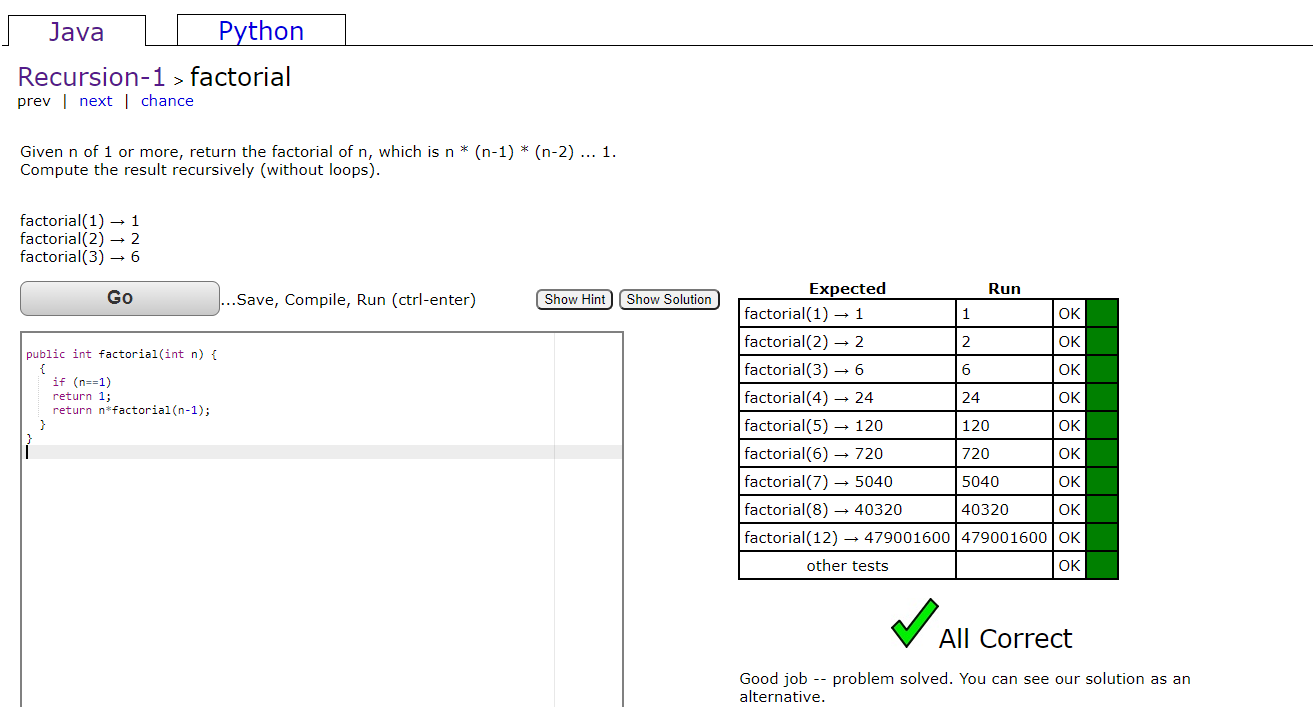 Java Python
Recursion-1 > factorial
prev | next | chance
Given n of 1 or more, return the factorial of n, which is n * (n-1) * (n-2) ... 1.
Compute the result recursively (without loops).
factorial(1) → 1
factorial(2) → 2
factorial(3) → 6
Go ...Save, Compile, Run (ctrl-enter) Show Hint Show Solution
public int factorial(int n) {
{
if (n==1)
return 1;
return n*factorial(n-1);
}
}
Expected Run
factorial(1) → 1 1 OK
factorial(2) → 2 2 OK
factorial(3) → 6 6 OK
factorial(4) → 24 24 OK
factorial(5) → 120 120 OK
factorial(6) → 720 720 OK
factorial(7) → 5040 5040 OK
factorial(8) → 40320 40320 OK
factorial(12) → 479001600 479001600 OK
other tests OK
All Correct
Good job -- problem solved. You can see our solution as an
alternative.